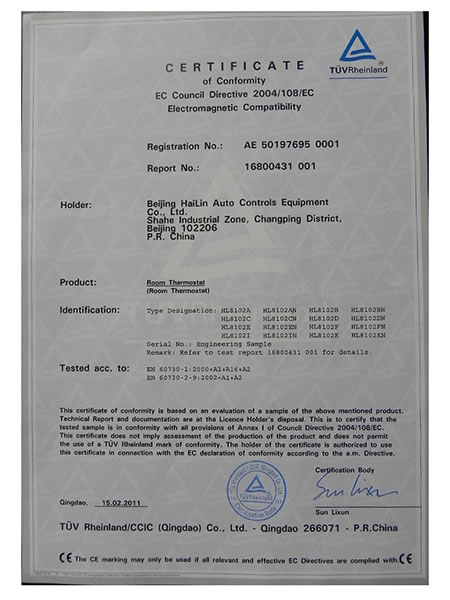 TÜVRheinland
CERTIFICATE
of Conformity
EC Council Directive 2004/108/EC
Electromagnetic Compatibility
Registration No.: AE 50197695 0001
Report No.: 16800431 001
Holder: Beijing HaiLin Auto Controls Equipment
Co., Ltd.
Shahe Industrial Zone, Changping District,
Beijing 102206
P.R. China
Product: Room Thermostat
(Room Thermostat)
Identification: Type Designation: HL8102A HL8102AN HL8102B HL8102BN
HL8102C HL8102CN HL8102D HL8102DN
HL8102E HL8102EN HL8102F HL8102FN
HL8102I HL8102IN HL8102K HL8102KN
Serial No.: Engineering Sample
Remark: Refer to test report 16800431 001 for details.
Tested acc. to: EN 60730-1:2000+A1+A16+A2
EN 60730-2-9:2002+A1+A2
This certificate of conformity is based on an evaluation of a sample of the above mentioned product.
Technical Report and documentation are at the Licence Holder's disposal. This is to certify that the
tested sample is in conformity with all provisions of Annex I of Council Directive 2004/108/EC.
This certificate does not imply assessment of the production of the product and does not permit
the use of a TÜV Rheinland mark of conformity. The holder of the certificate is authorized to use
this certificate in connection with the EC declaration of conformity according to the a.m. Directive.
Certification Body
TÜVRheinland
Certification Body
Sun Lixun
Qingdao, 15.02.2011
Sun Lixun
TÜV Rheinland/CCIC (Qingdao) Co., Ltd. - Qingdao 266071 - P.R.China
CE The CE marking may only be used if all relevant and effective EC Directives are complied with. CE